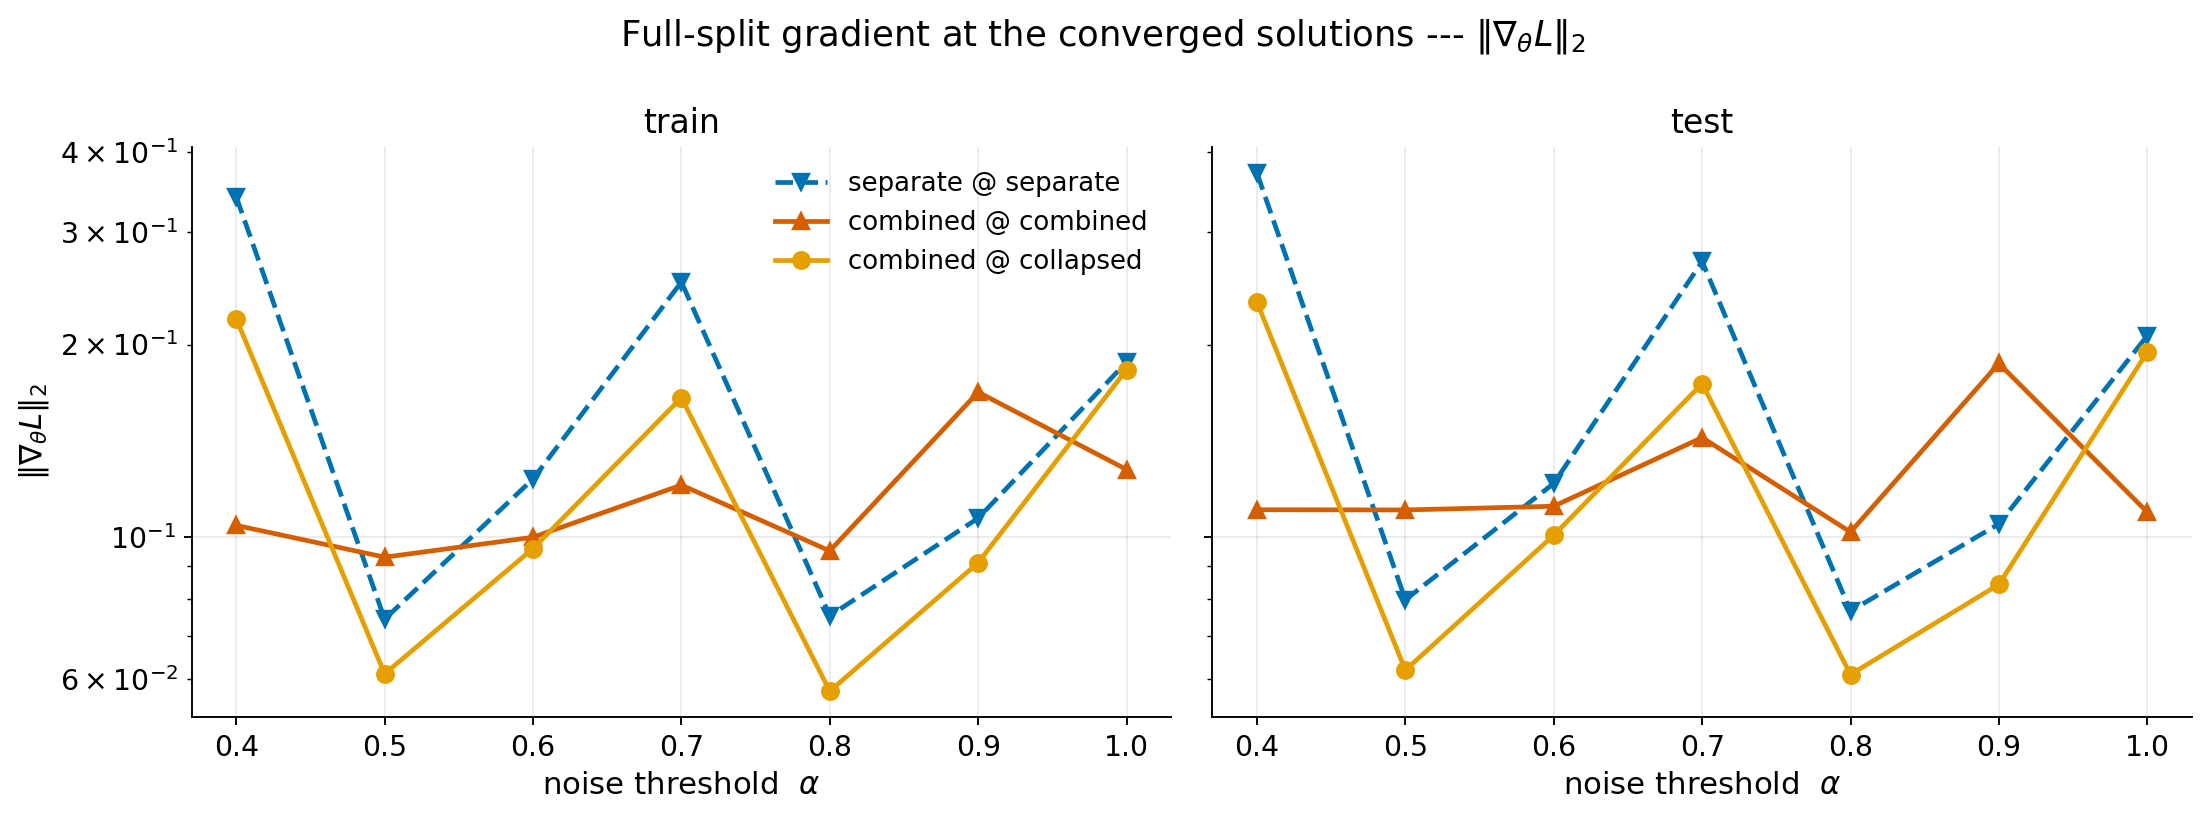 Full-split gradient at the converged solutions --- ‖∇θL‖₂
train
test
4 × 10⁻¹
3 × 10⁻¹
2 × 10⁻¹
10⁻¹
6 × 10⁻²
‖∇θL‖₂
separate @ separate
combined @ combined
combined @ collapsed
0.4 0.5 0.6 0.7 0.8 0.9 1.0
0.4 0.5 0.6 0.7 0.8 0.9 1.0
noise threshold α
noise threshold α